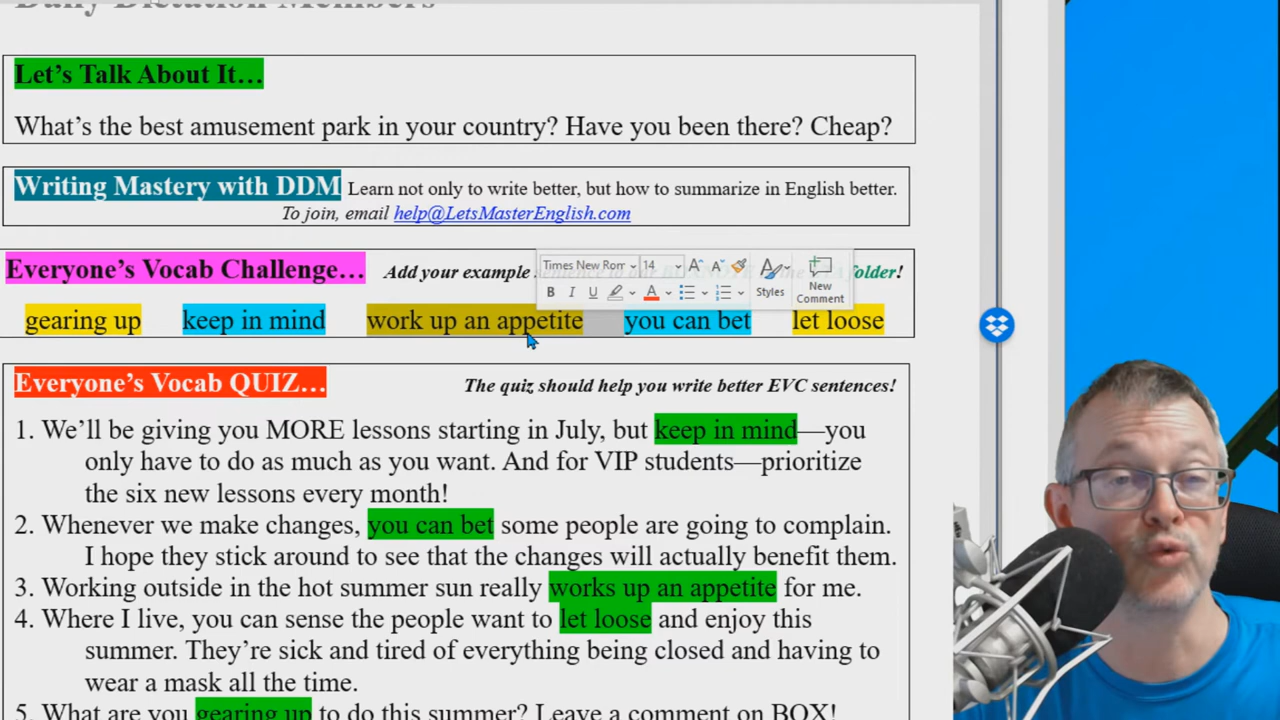 Daily Dictation Members
Let's Talk About It…
What's the best amusement park in your country? Have you been there? Cheap?
Writing Mastery with DDM Learn not only to write better, but how to summarize in English better.
To join, email help@LetsMasterEnglish.com
Everyone's Vocab Challenge… Add your example folder!
Times New Rom 14
B I U A Styles New Comment
gearing up keep in mind work up an appetite you can bet let loose
Everyone's Vocab QUIZ… The quiz should help you write better EVC sentences!
1. We'll be giving you MORE lessons starting in July, but keep in mind—you
only have to do as much as you want. And for VIP students—prioritize
the six new lessons every month!
2. Whenever we make changes, you can bet some people are going to complain.
I hope they stick around to see that the changes will actually benefit them.
3. Working outside in the hot summer sun really works up an appetite for me.
4. Where I live, you can sense the people want to let loose and enjoy this
summer. They're sick and tired of everything being closed and having to
wear a mask all the time.
5. What are you gearing up to do this summer? Leave a comment on BOX!